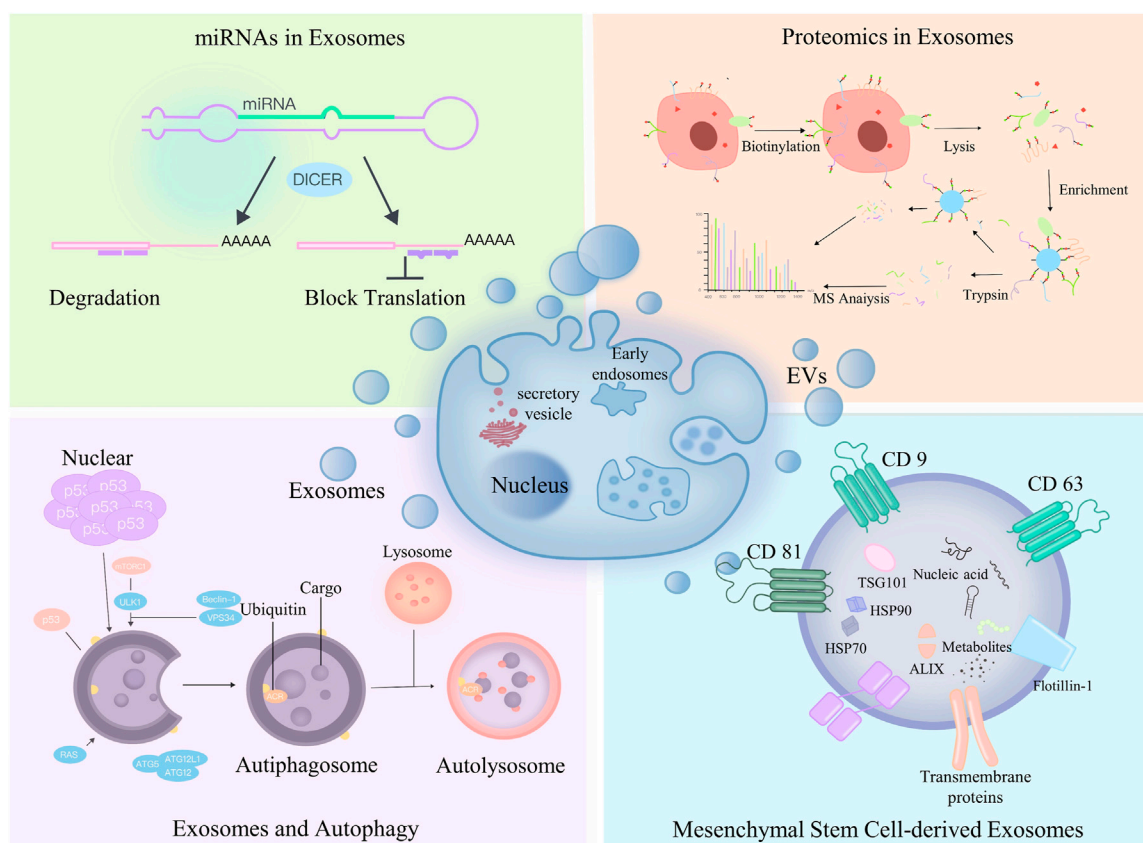 miRNAs in Exosomes
miRNA
DICER
AAAAA
AAAAA
Degradation
Block Translation
Proteomics in Exosomes
Biotinylation
Lysis
Enrichment
Trypsin
MS Anaiysis
Early
endosomes
secretory
vesicle
Nucleus
EVs
Exosomes
Nuclear
p53
p53
p53
p53
p53
p53
p53
mTORC1
ULK1
Beclin-1
VPS34
p53
Ubiquitin
Cargo
Lysosome
ACR
RAS
ATG5
ATG12L1
ATG12
Autiphagosome
Autolysosome
Exosomes and Autophagy
CD 9
CD 63
CD 81
TSG101
Nucleic acid
HSP90
HSP70
ALIX
Metabolites
Flotillin-1
Transmembrane
proteins
Mesenchymal Stem Cell-derived Exosomes